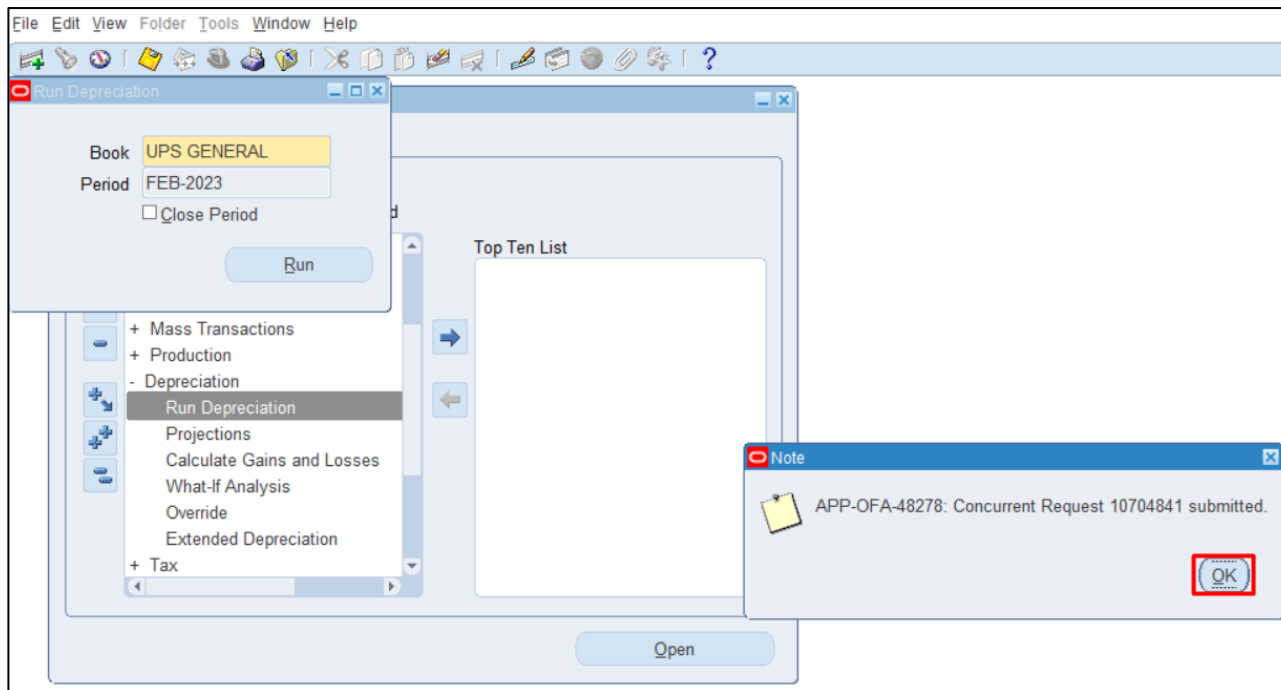 File Edit View Folder Tools Window Help
Run Depreciation
Book UPS GENERAL
Period FEB-2023
Close Period
Run
d
Top Ten List
+ Mass Transactions
+ Production
- Depreciation
Run Depreciation
Projections
Calculate Gains and Losses
What-If Analysis
Override
Extended Depreciation
+ Tax
Open
Note
APP-OFA-48278: Concurrent Request 10704841 submitted.
OK